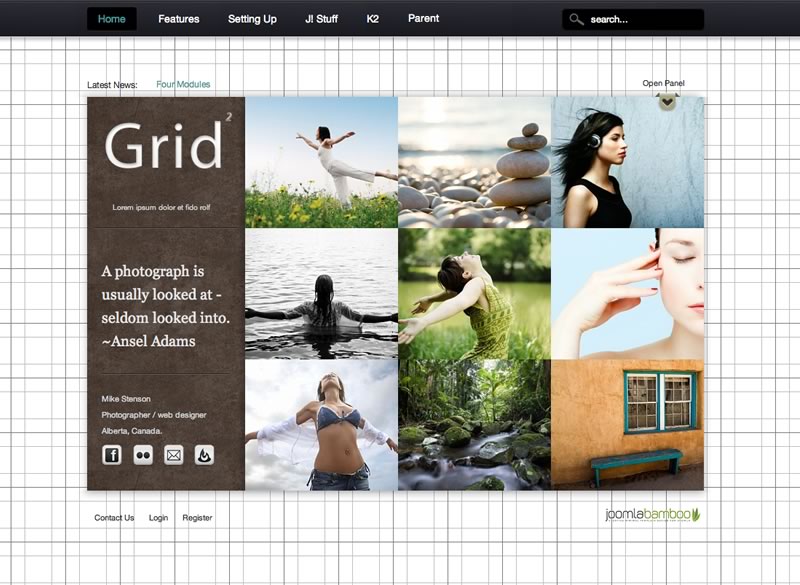 Home Features Setting Up J! Stuff K2 Parent search...
Latest News: Four Modules Open Panel
Grid 2
Lorem ipsum dolor et fido rolf
A photograph is
usually looked at -
seldom looked into.
~Ansel Adams
Mike Stenson
Photographer / web designer
Alberta, Canada.
Contact Us Login Register joomlabamboo